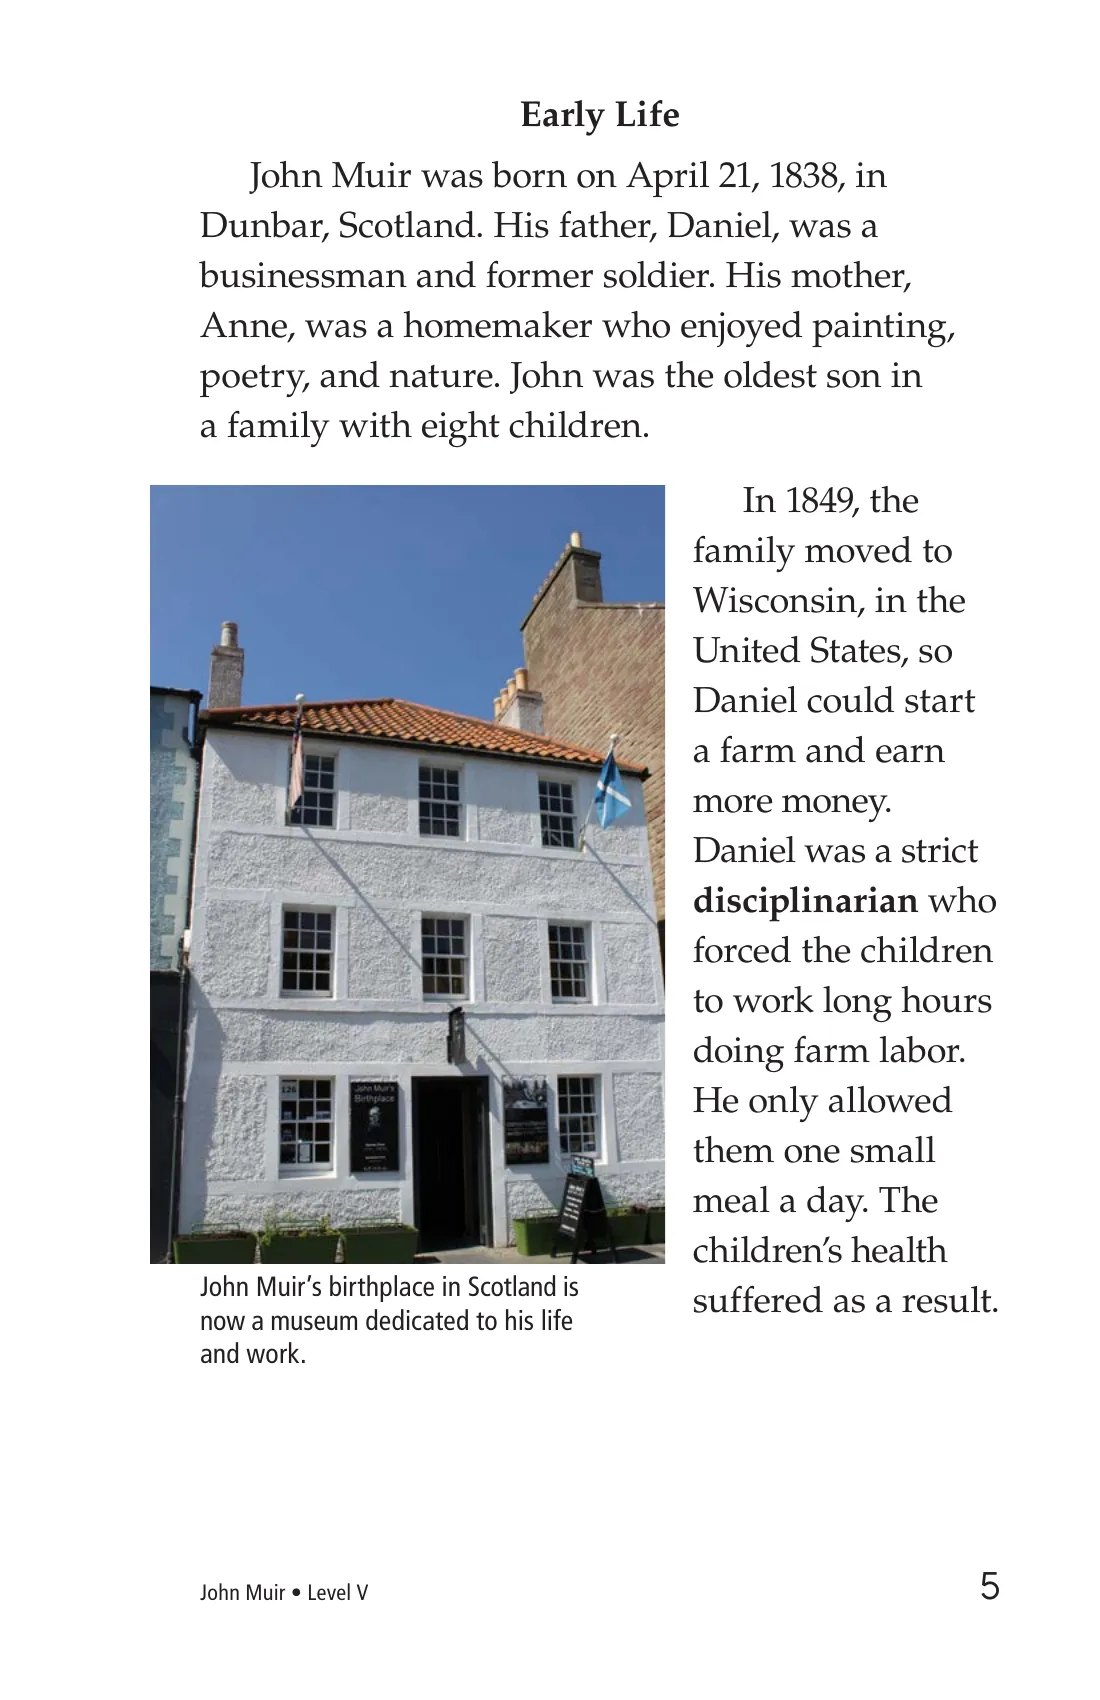 Early Life
John Muir was born on April 21, 1838, in
Dunbar, Scotland. His father, Daniel, was a
businessman and former soldier. His mother,
Anne, was a homemaker who enjoyed painting,
poetry, and nature. John was the oldest son in
a family with eight children.
In 1849, the
family moved to
Wisconsin, in the
United States, so
Daniel could start
a farm and earn
more money.
Daniel was a strict
disciplinarian who
forced the children
to work long hours
doing farm labor.
He only allowed
them one small
meal a day. The
children’s health
suffered as a result.
126
John Muir's
Birthplace
John Muir’s birthplace in Scotland is
now a museum dedicated to his life
and work.
John Muir • Level V
5